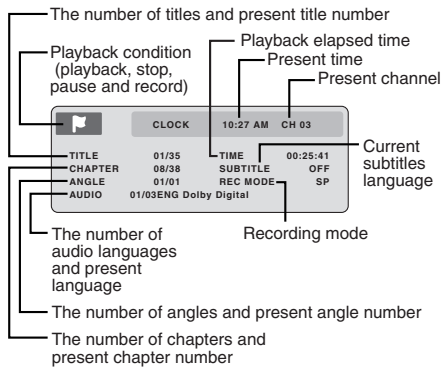 The number of titles and present title number
Playback condition
(playback, stop,
pause and record)
Playback elapsed time
Present time
Present channel
CLOCK 10:27 AM CH 03
TITLE 01/35 TIME 00:25:41
CHAPTER 08/38 SUBTITLE OFF
ANGLE 01/01 REC MODE SP
AUDIO 01/03ENG Dolby Digital
Current
subtitles
language
The number of
audio languages
and present
language
Recording mode
The number of angles and present angle number
The number of chapters and
present chapter number